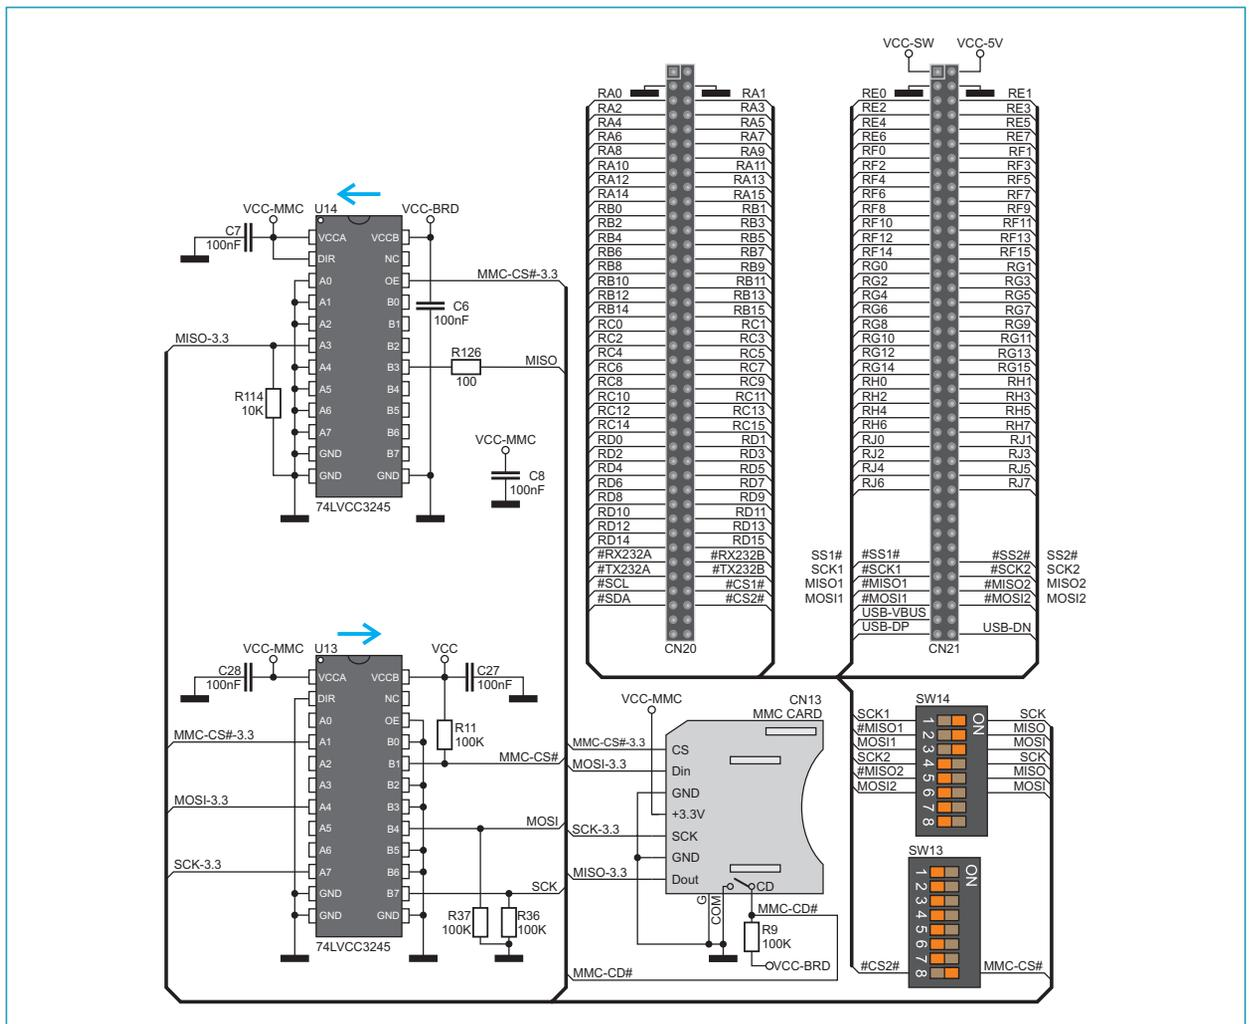 VCC-SW VCC-5V
RA0 RA1 RE0 RE1
RA2 RA3 RE2 RE3
RA4 RA5 RE4 RE5
RA6 RA7 RE6 RE7
RA8 RA9 RF0 RF1
RA10 RA11 RF2 RF3
RA12 RA13 RF4 RF5
RA14 RA15 RF6 RF7
RB0 RB1 RF8 RF9
RB2 RB3 RF10 RF11
RB4 RB5 RF12 RF13
RB6 RB7 RF14 RF15
RB8 RB9 RG0 RG1
RB10 RB11 RG2 RG3
RB12 RB13 RG4 RG5
RB14 RB15 RG6 RG7
RC0 RC1 RG8 RG9
RC2 RC3 RG10 RG11
RC4 RC5 RG12 RG13
RC6 RC7 RG14 RG15
RC8 RC9 RH0 RH1
RC10 RC11 RH2 RH3
RC12 RC13 RH4 RH5
RC14 RC15 RH6 RH7
RD0 RD1 RJ0 RJ1
RD2 RD3 RJ2 RJ3
RD4 RD5 RJ4 RJ5
RD6 RD7 RJ6 RJ7
RD8 RD9
RD10 RD11
RD12 RD13
RD14 RD15
#RX232A #RX232B SS1# #SS1# #SS2# SS2#
#TX232A #TX232B SCK1 #SCK1 #SCK2 SCK2
#SCL #CS1# MISO1 #MISO1 #MISO2 MISO2
#SDA #CS2# MOSI1 #MOSI1 #MOSI2 MOSI2
USB-VBUS
USB-DP USB-DN
CN20 CN21
VCC-MMC U14 VCC-BRD
C7
100nF
VCCA VCCB
DIR NC
A0 OE MMC-CS#-3.3
A1 B0
C6
100nF
A2 B1
MISO-3.3 A3 B2
A4 B3 R126 100 MISO
A5 B4
R114
10K
A6 B5
A7 B6
GND B7
GND GND
74LVCC3245
VCC-MMC
C8
100nF
VCC-MMC U13 VCC
C28
100nF
C27
100nF
VCCA VCCB
DIR NC
A0 OE
R11
100K
MMC-CS#-3.3 A1 B0
A2 B1 MMC-CS#
A3 B2
MOSI-3.3 A4 B3
A5 B4 MOSI
A6 B5
SCK-3.3 A7 B6
GND B7 SCK
GND GND
R37
100K
R36
100K
74LVCC3245
VCC-MMC CN13
MMC CARD
MMC-CS#-3.3 CS
MOSI-3.3 Din
GND
+3.3V
SCK-3.3 SCK
GND
MISO-3.3 Dout
CD
G
COM
MMC-CD#
R9
100K
VCC-BRD
MMC-CD#
SW14
ON
SCK1 1 SCK
#MISO1 2 MISO
MOSI1 3 MOSI
SCK2 4 SCK
#MISO2 5 MISO
MOSI2 6 MOSI
7
8
SW13
ON
1
2
3
4
5
6
7
#CS2# 8 MMC-CS#